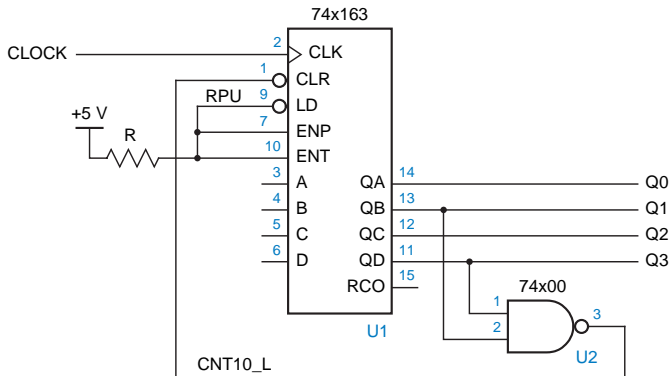 74x163
CLOCK
2
CLK
1
CLR
RPU
9
LD
+5 V
7
ENP
R
10
ENT
3
A
QA
14
Q0
4
B
QB
13
Q1
5
C
QC
12
Q2
6
D
QD
11
Q3
RCO
15
74x00
1
2
3
U1
U2
CNT10_L